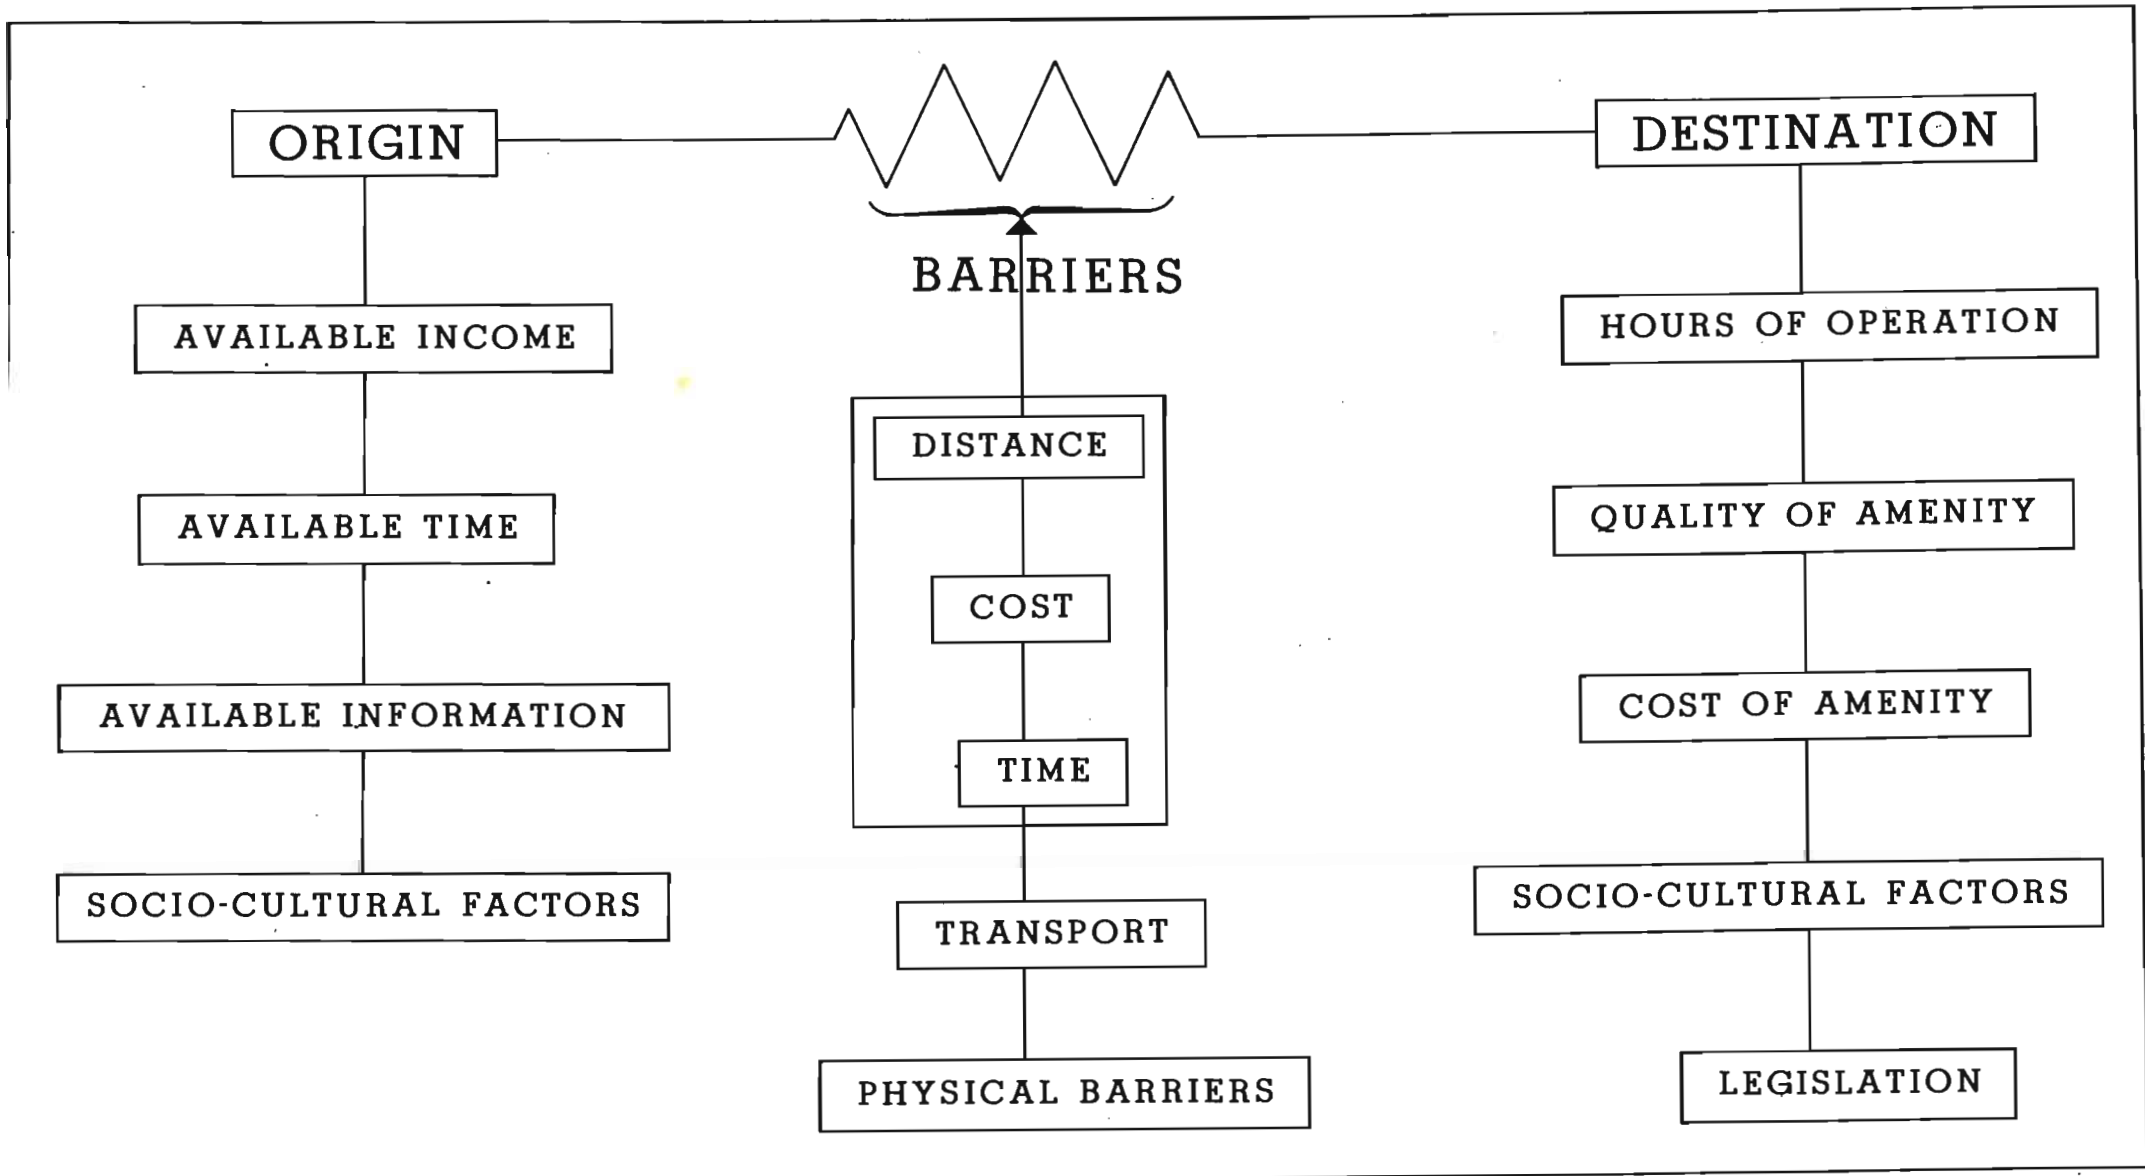 ORIGIN
DESTINATION
BARRIERS
AVAILABLE INCOME
AVAILABLE TIME
AVAILABLE INFORMATION
SOCIO-CULTURAL FACTORS
DISTANCE
COST
TIME
TRANSPORT
PHYSICAL BARRIERS
HOURS OF OPERATION
QUALITY OF AMENITY
COST OF AMENITY
SOCIO-CULTURAL FACTORS
LEGISLATION